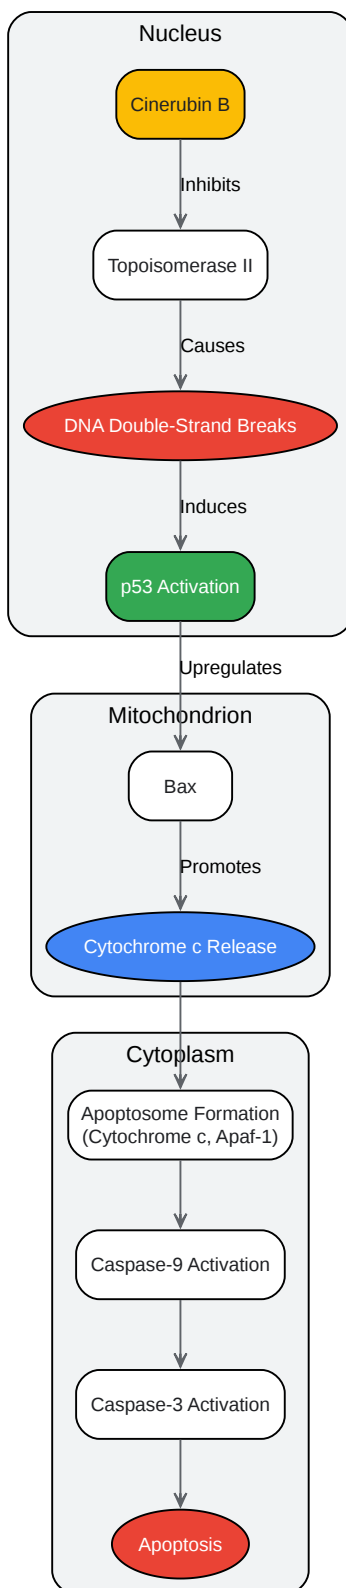 Nucleus
Cinerubin B
Inhibits
Topoisomerase II
Causes
DNA Double-Strand Breaks
Induces
p53 Activation
Upregulates
Mitochondrion
Bax
Promotes
Cytochrome c Release
Cytoplasm
Apoptosome Formation
(Cytochrome c, Apaf-1)
Caspase-9 Activation
Caspase-3 Activation
Apoptosis